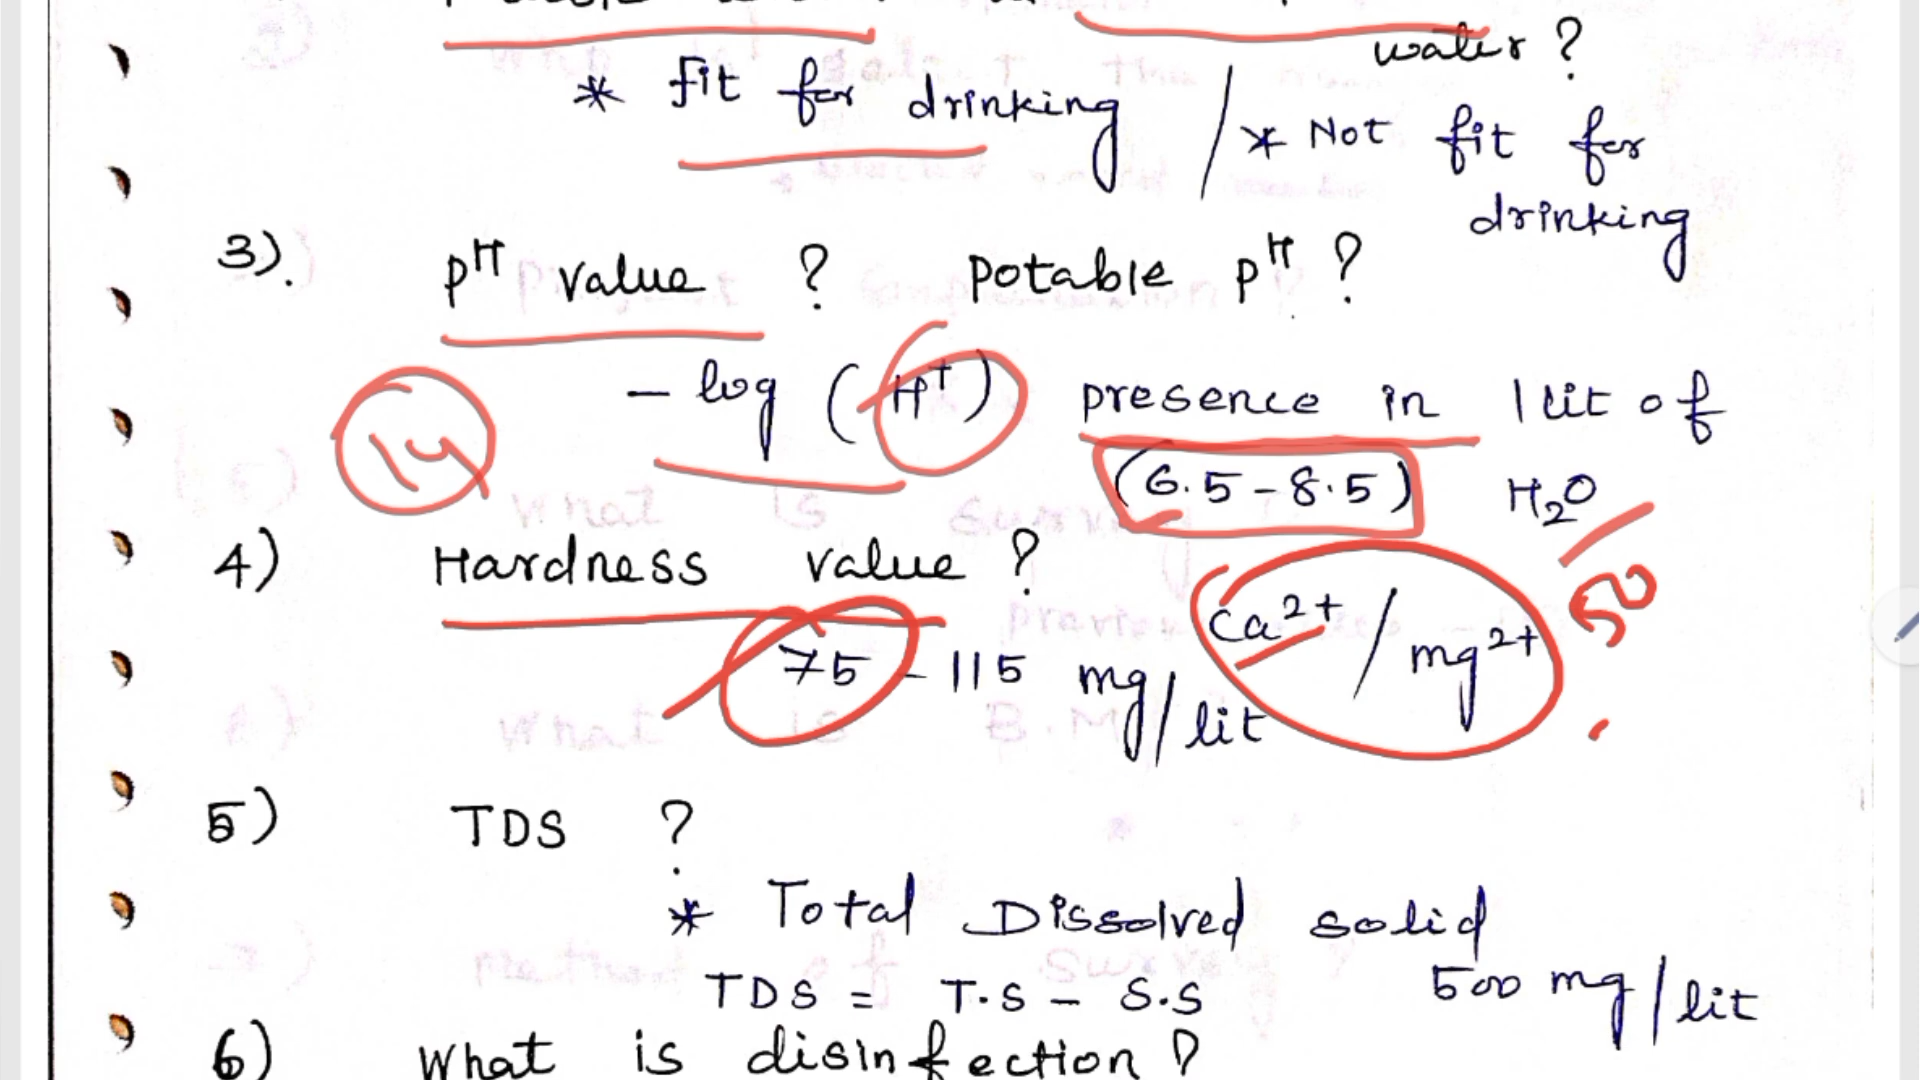 water ?
* fit for drinking / * Not fit for
drinking
3). pH value ? Potable pH ?
14 - log (H+) presence in 1 lit of
(6.5-8.5) H2O
4) Hardness value ? 50
75 - 115 mg/lit Ca2+/mg2+
5) TDS ?
* Total Dissolved solid
TDS = T.S - S.S 500 mg/lit
6) What is disinfection ?